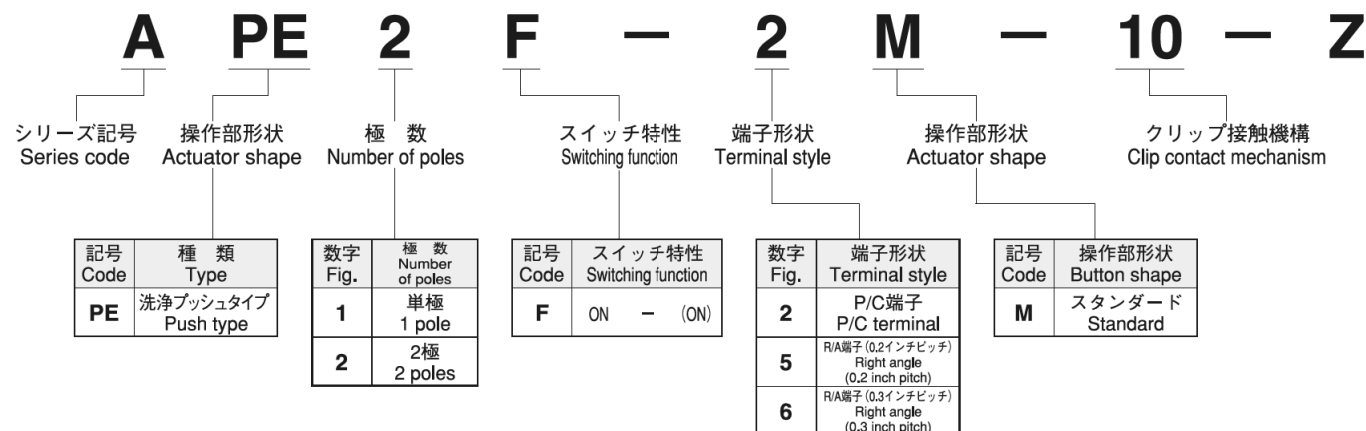 A PE 2 F － 2 M － 10 － Z
シリーズ記号
Series code
操作部形状
Actuator shape
極 数
Number of poles
スイッチ特性
Switching function
端子形状
Terminal style
操作部形状
Actuator shape
クリップ接触機構
Clip contact mechanism
記号
Code
種 類
Type
PE
洗浄プッシュタイプ
Push type
数字
Fig.
極 数
Number
of poles
1
単極
1 pole
2
2極
2 poles
記号
Code
スイッチ特性
Switching function
F
ON － (ON)
数字
Fig.
端子形状
Terminal style
2
P/C端子
P/C terminal
5
R/A端子(0.2インチピッチ)
Right angle
(0.2 inch pitch)
6
R/A端子(0.3インチピッチ)
Right angle
(0.3 inch pitch)
記号
Code
操作部形状
Button shape
M
スタンダード
Standard